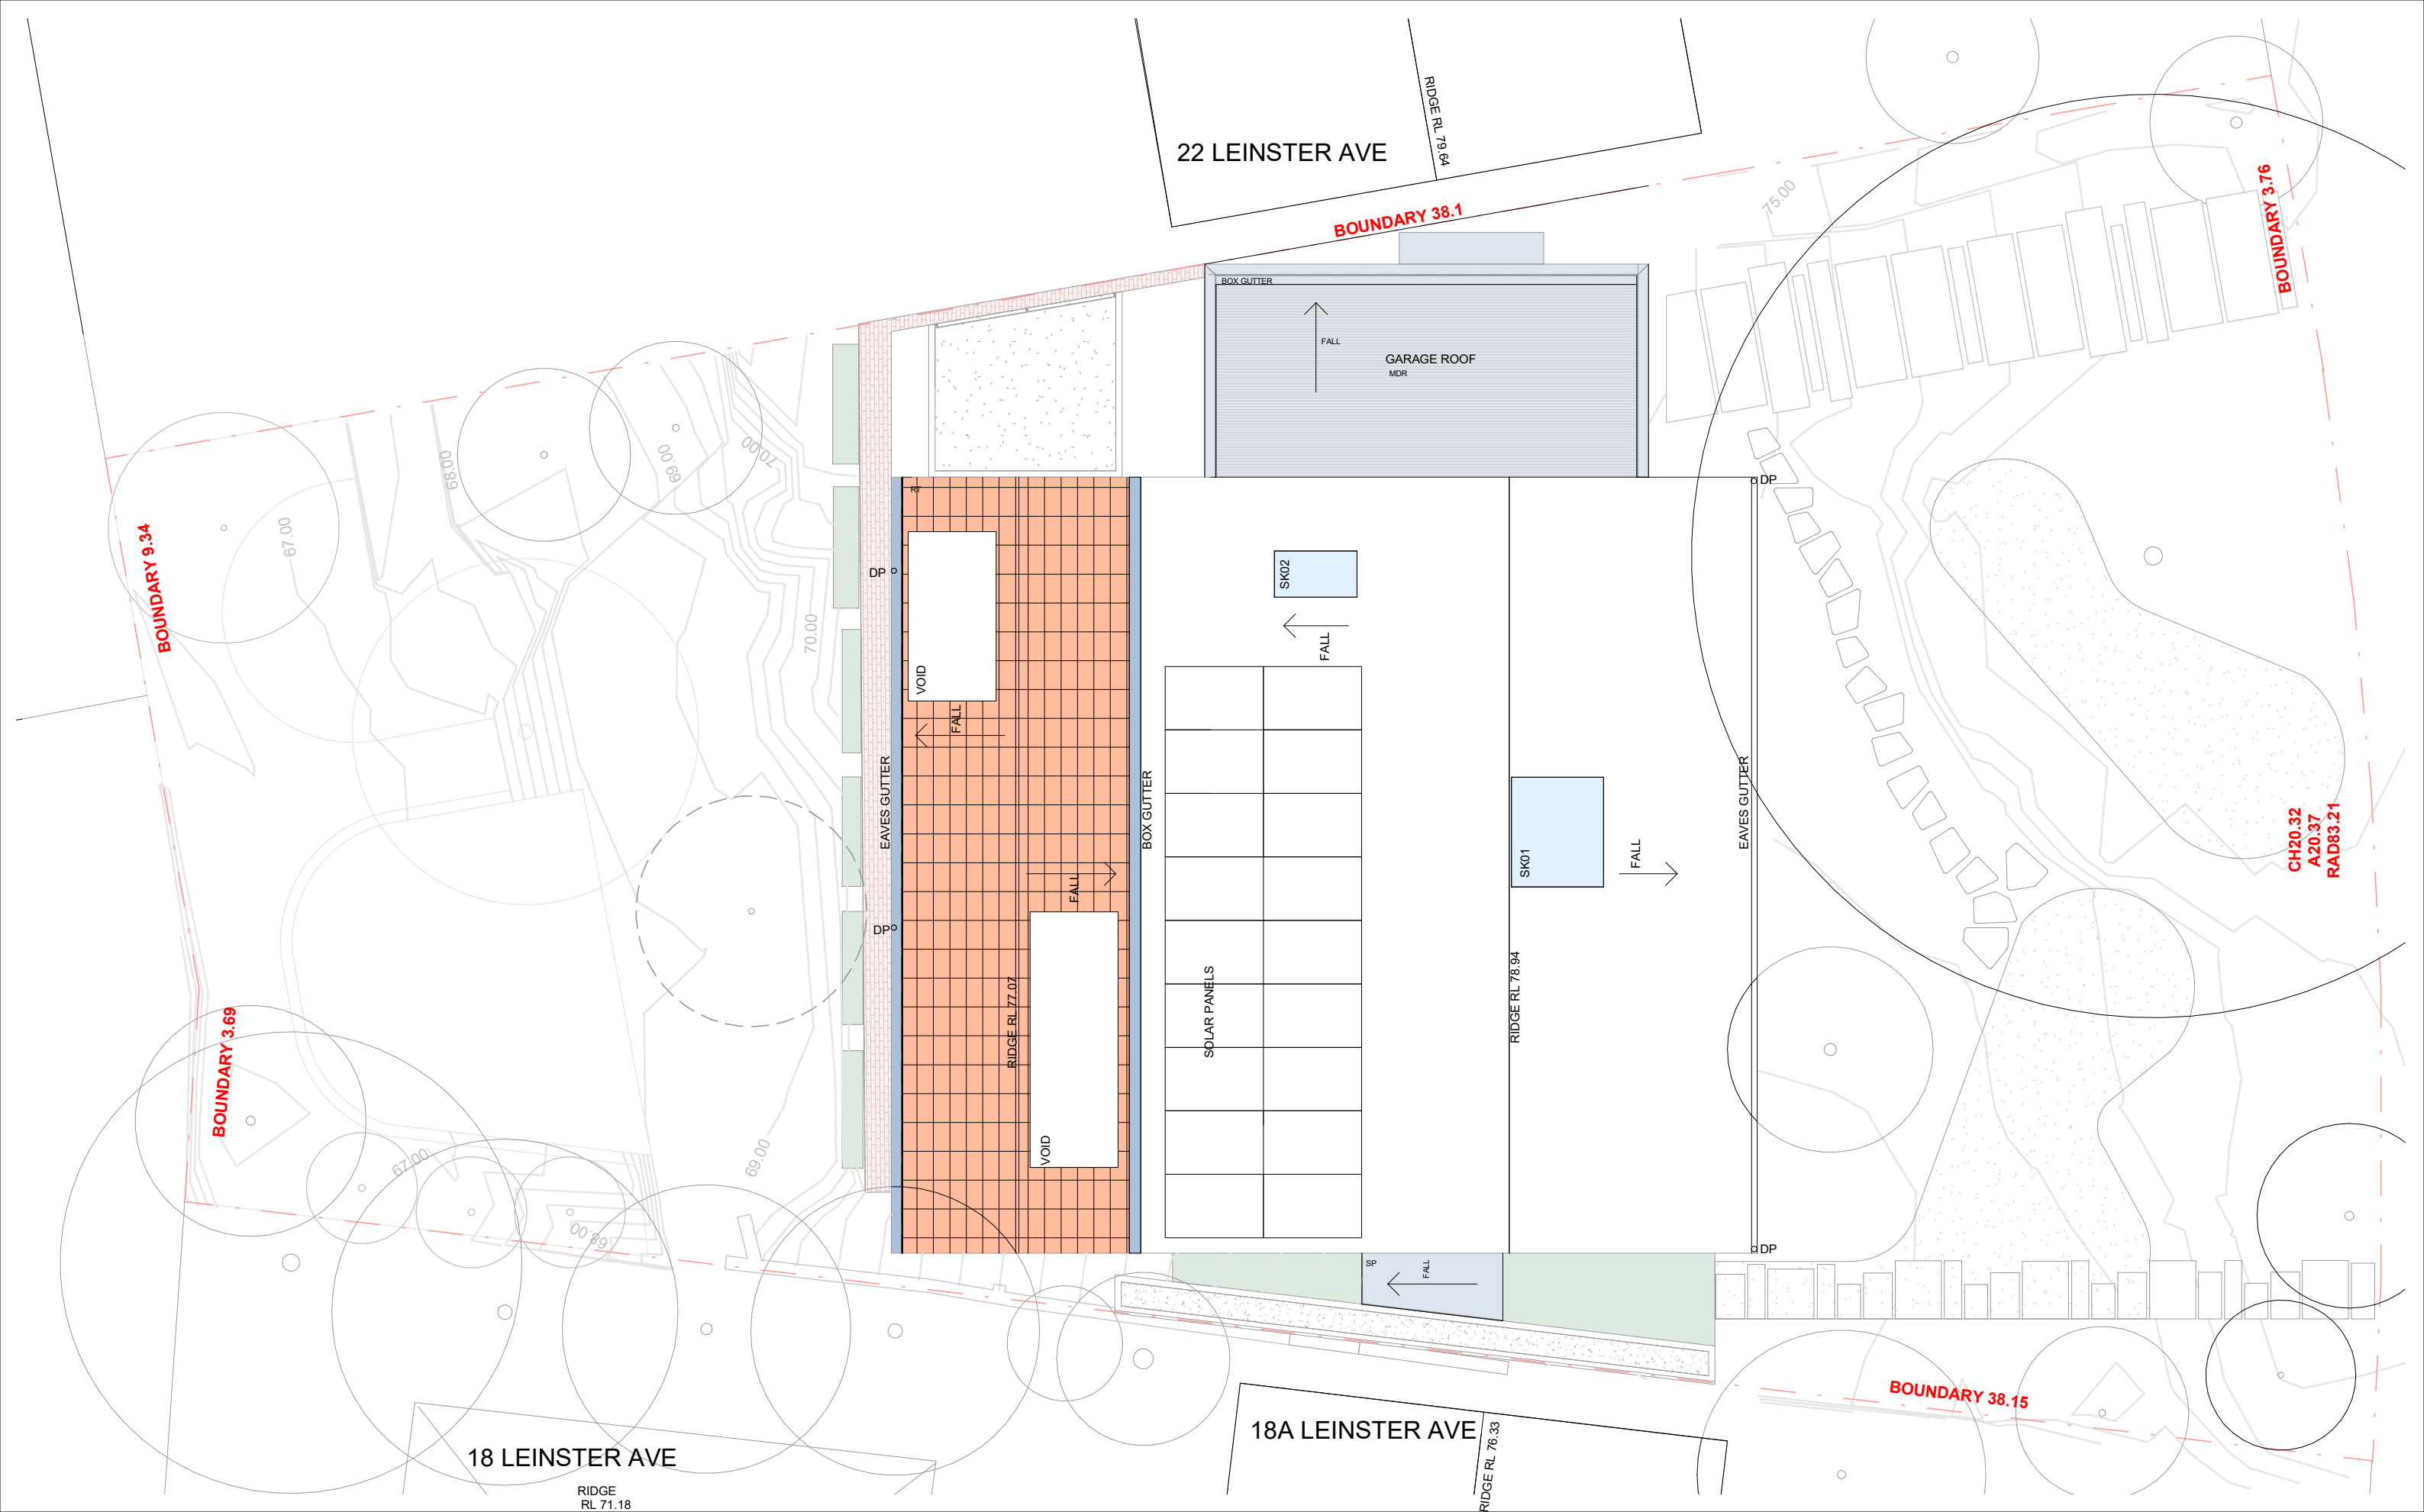 RIDGE RL 79.64
22 LEINSTER AVE
BOUNDARY 3.76
75.00
BOUNDARY 38.1
BOX GUTTER
FALL
GARAGE ROOF
MDR
68.00
69.00
70.00
67.00
BOUNDARY 9.34
RT
DP
DP
SK02
FALL
70.00
VOID
FALL
EAVES GUTTER
BOX GUTTER
EAVES GUTTER
CH20.32
A20.37
RAD83.21
SK01
FALL
FALL
DP
RIDGE RL 77.07
SOLAR PANELS
RIDGE RL 78.94
BOUNDARY 3.69
67.00
69.00
VOID
68.00
DP
SP
FALL
BOUNDARY 38.15
18A LEINSTER AVE
RIDGE RL 76.33
18 LEINSTER AVE
RIDGE
RL 71.18